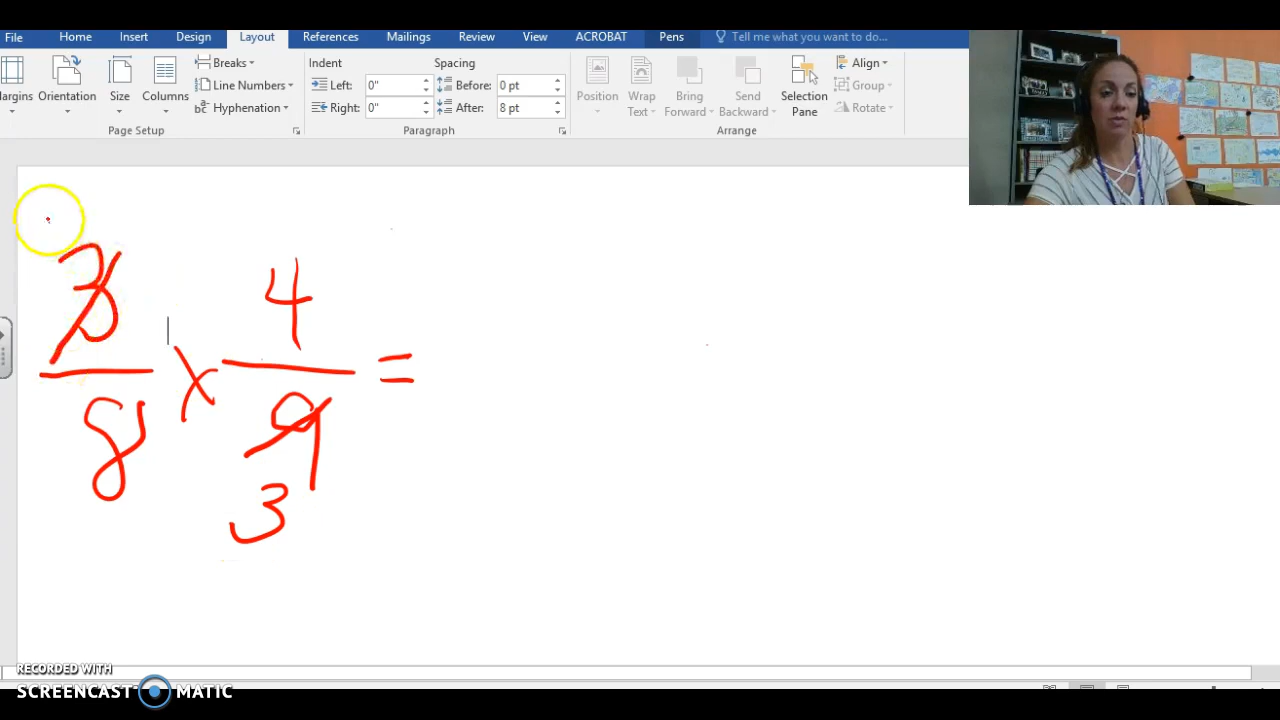 File Home Insert Design Layout References Mailings Review View ACROBAT Pens Tell me what you want to do...
Breaks Indent Spacing Align
Line Numbers Left: 0" Before: 0 pt Group
Hyphenation Right: 0" After: 8 pt Rotate
argins Orientation Size Columns Position Wrap Text Bring Forward Send Backward Selection Pane
Page Setup Paragraph Arrange
3 4
x =
8 9
3
RECORDED WITH
SCREENCAST MATIC